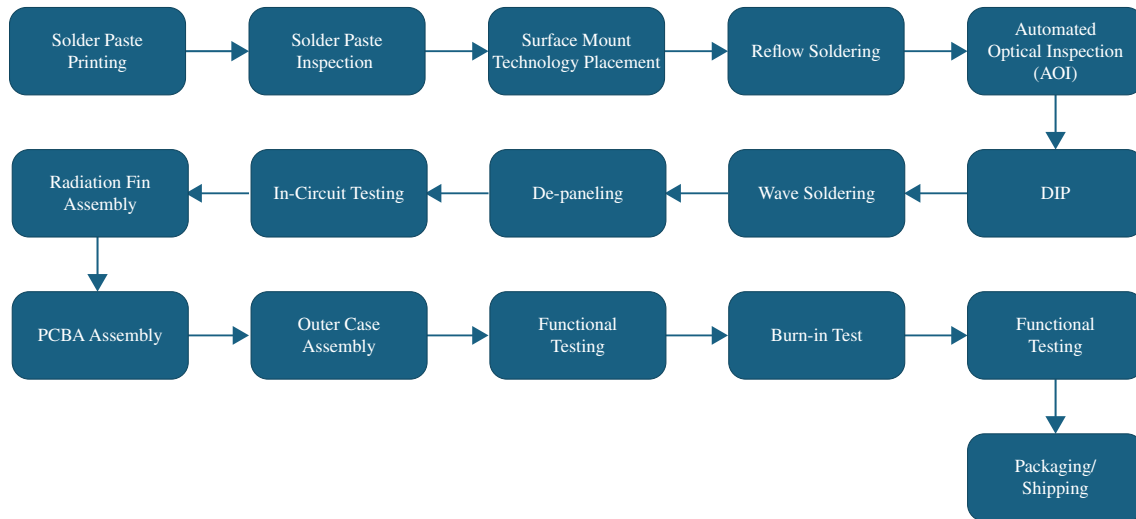 Solder Paste
Printing
Solder Paste
Inspection
Surface Mount
Technology Placement
Reflow Soldering
Automated
Optical Inspection
(AOI)
DIP
Wave Soldering
De-paneling
In-Circuit Testing
Radiation Fin
Assembly
PCBA Assembly
Outer Case
Assembly
Functional
Testing
Burn-in Test
Functional
Testing
Packaging/
Shipping